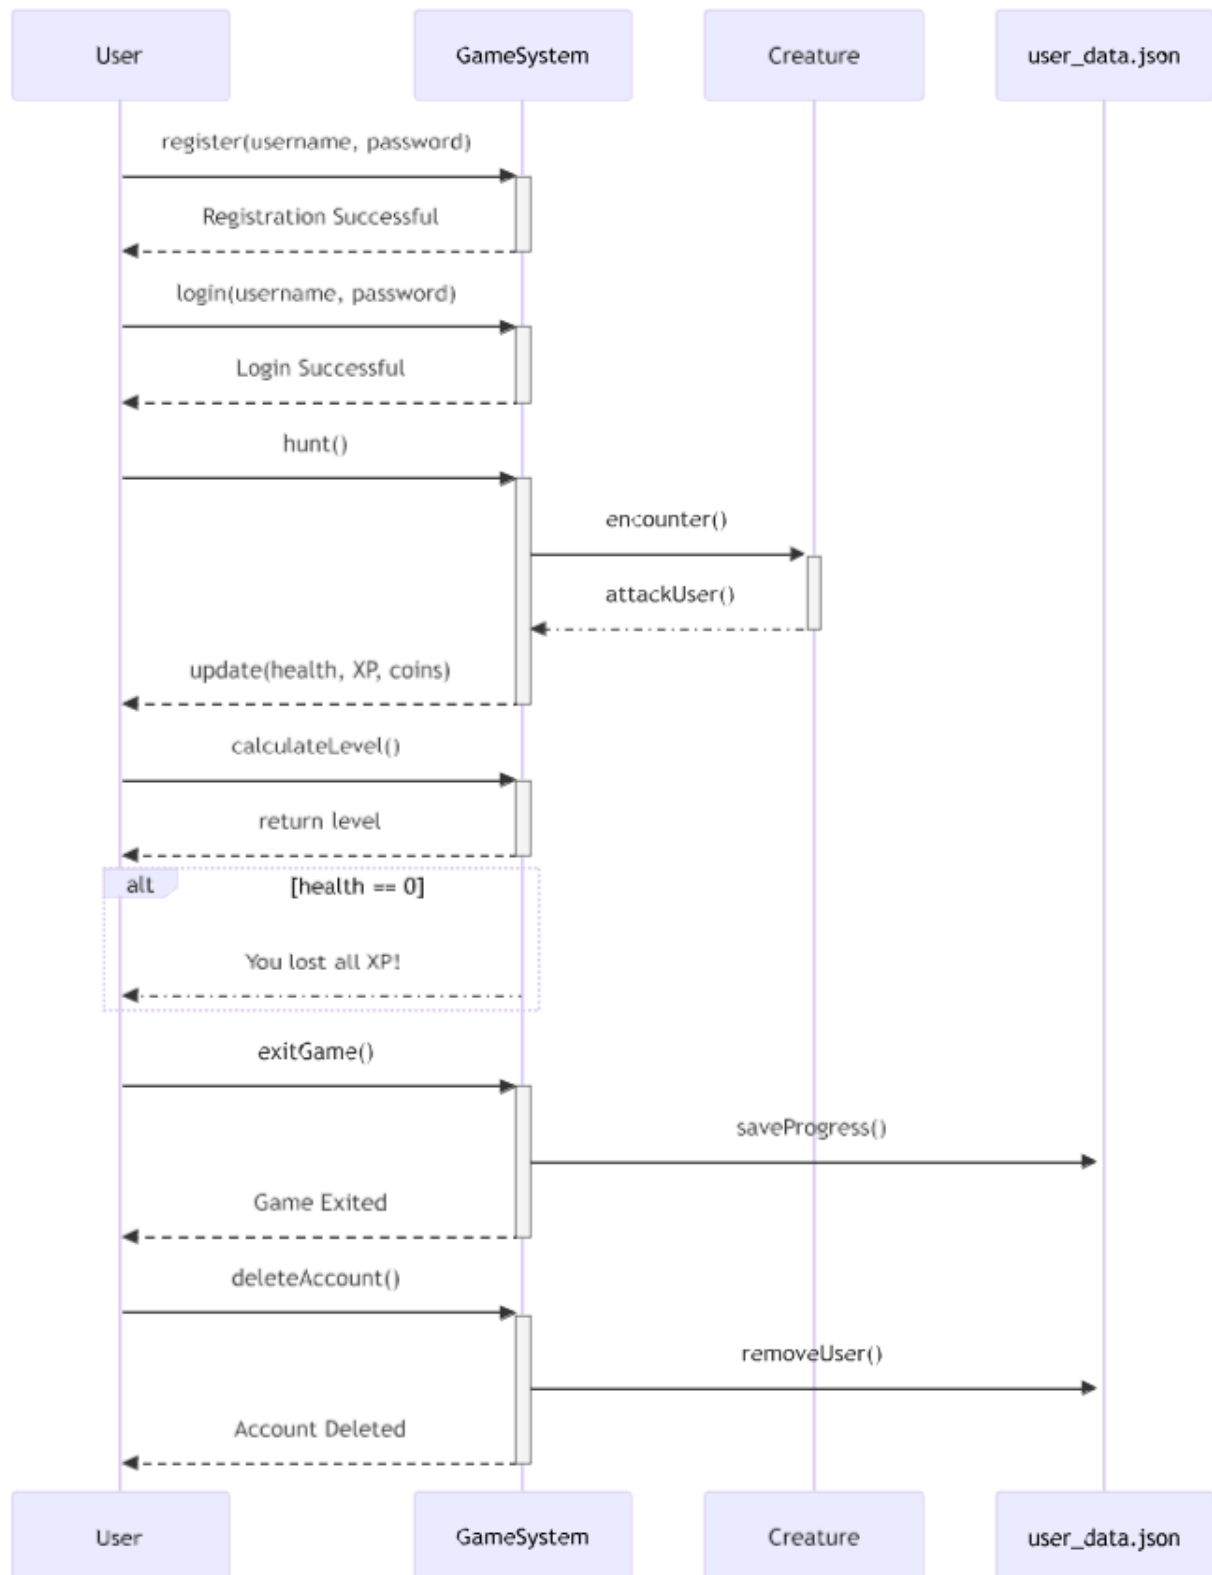 User
GameSystem
Creature
user_data.json
register(username, password)
Registration Successful
login(username, password)
Login Successful
hunt()
encounter()
attackUser()
update(health, XP, coins)
calculateLevel()
return level
alt
[health == 0]
You lost all XP!
exitGame()
saveProgress()
Game Exited
deleteAccount()
removeUser()
Account Deleted
User
GameSystem
Creature
user_data.json